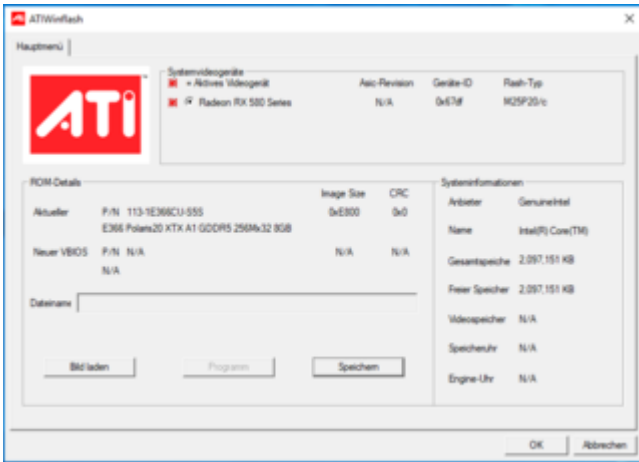 ATIWinflash
Hauptmenü
Systemvideogeräte
= Aktives Videogerät Asic-Revision Geräte-ID Flash-Typ
Radeon RX 580 Series N/A 0x67df M25P20/c
ATI
ROM-Details
Image Size CRC
Aktueller P/N 113-1E366CU-S5S 0xE800 0x0
E366 Polaris20 XTX A1 GDDR5 256Mx32 8GB
Neuer VBIOS P/N N/A N/A N/A
N/A
Dateiname
Bild laden Programm Speichern
Systeminformationen
Anbieter GenuineIntel
Name Intel(R) Core(TM)
Gesamtspeiche 2,097,151 KB
Freier Speicher 2,097,151 KB
Videospeicher N/A
Speicheruhr N/A
Engine-Uhr N/A
OK Abbrechen